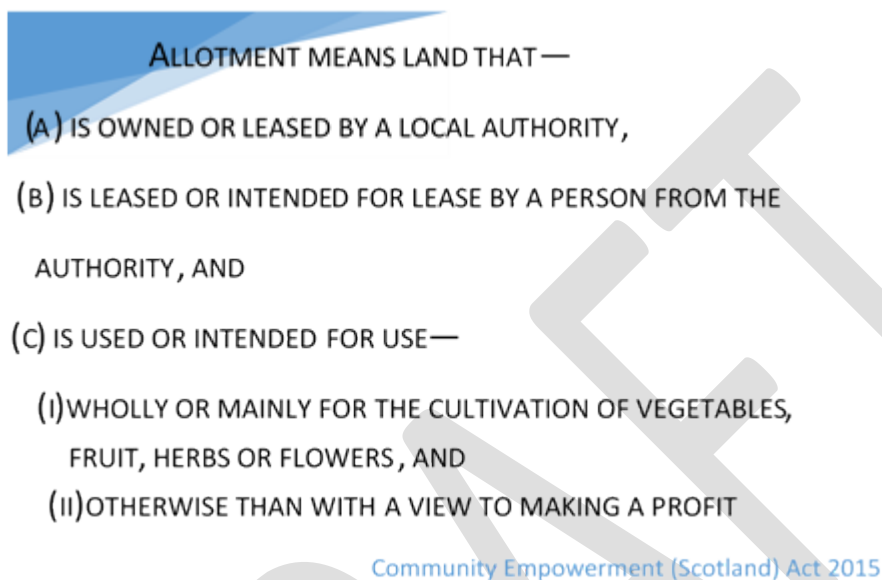 ALLOTMENT MEANS LAND THAT—
(A) IS OWNED OR LEASED BY A LOCAL AUTHORITY,
(B) IS LEASED OR INTENDED FOR LEASE BY A PERSON FROM THE
AUTHORITY, AND
(C) IS USED OR INTENDED FOR USE—
(I)WHOLLY OR MAINLY FOR THE CULTIVATION OF VEGETABLES,
FRUIT, HERBS OR FLOWERS, AND
(II)OTHERWISE THAN WITH A VIEW TO MAKING A PROFIT
Community Empowerment (Scotland) Act 2015
DRAFT